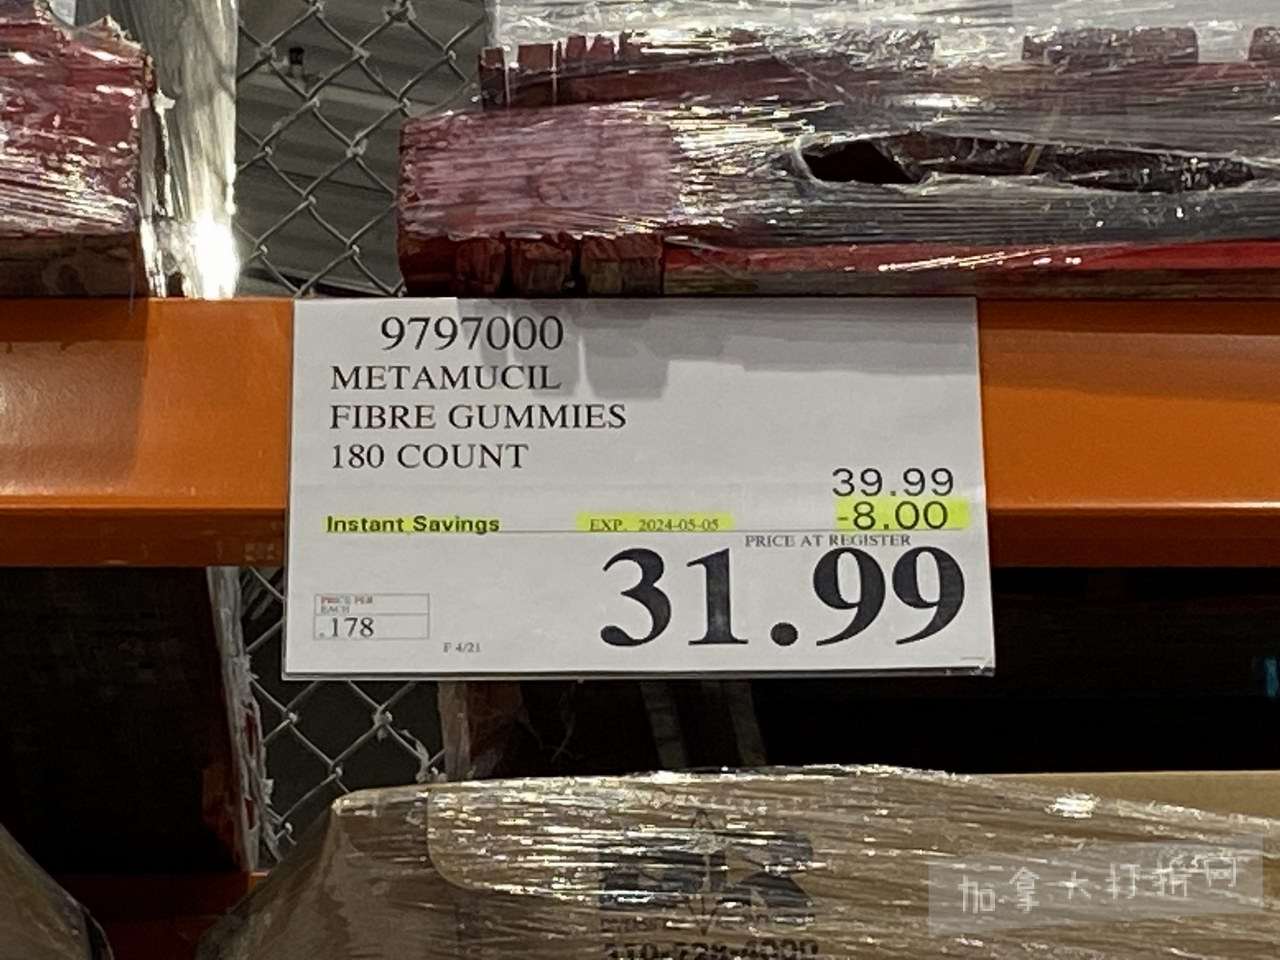 9797000
METAMUCIL
FIBRE GUMMIES
180 COUNT
39.99
Instant Savings EXP. 2024-05-05 -8.00
PRICE AT REGISTER
31.99
PRICE PER
EACH
.178
F 4/21
加拿大打折网